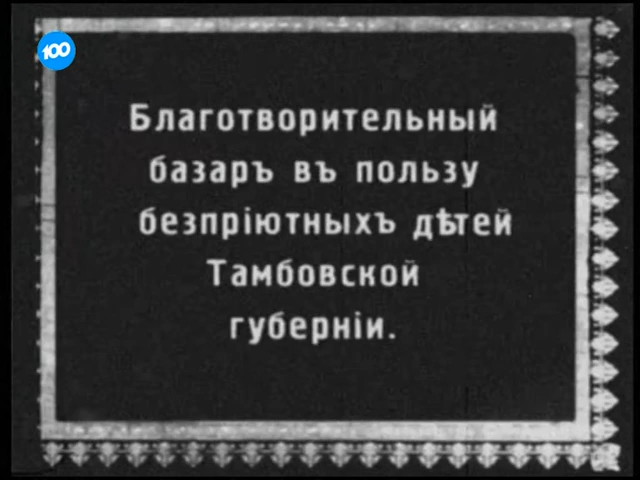 100
Благотворительный
базаръ въ пользу
безпріютныхъ дѣтей
Тамбовской
губерніи.